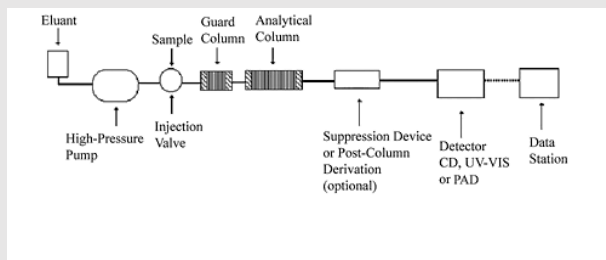 Eluant
Sample
Guard
Column
Analytical
Column
High-Pressure
Pump
Injection
Valve
Suppression Device
or Post-Column
Derivation
(optional)
Detector
CD, UV-VIS
or PAD
Data
Station